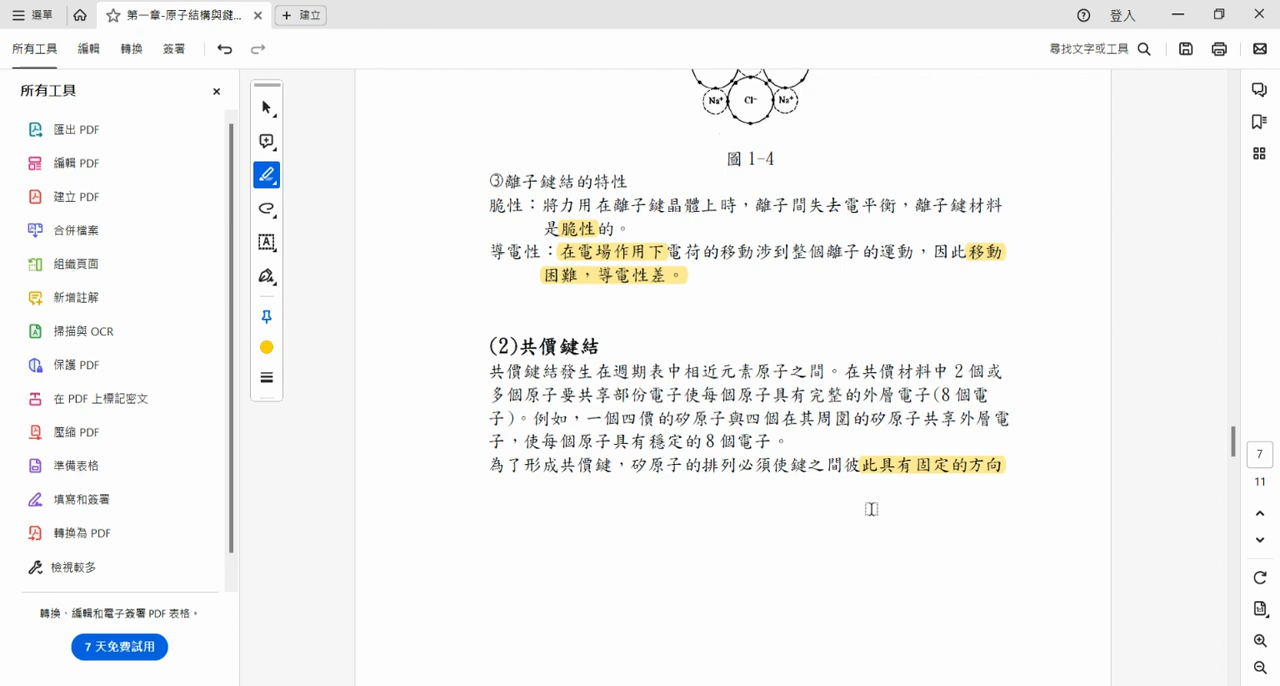 選單
第一章-原子結構與鍵...
建立
登入
所有工具
編輯
轉換
簽署
尋找文字或工具
所有工具
匯出 PDF
編輯 PDF
建立 PDF
合併檔案
組織頁面
新增註解
掃描與 OCR
保護 PDF
在 PDF 上標記密文
壓縮 PDF
準備表格
填寫和簽署
轉換為 PDF
檢視較多
轉換、編輯和電子簽署 PDF 表格。
7 天免費試用
Na⁺ Cl⁻ Na⁺
圖 1-4
③離子鍵結的特性
脆性：將力用在離子鍵晶體上時，離子間失去電平衡，離子鍵材料
是脆性的。
導電性：在電場作用下電荷的移動涉到整個離子的運動，因此移動
困難，導電性差。
(2)共價鍵結
共價鍵結發生在週期表中相近元素原子之間。在共價材料中 2 個或
多個原子要共享部份電子使每個原子具有完整的外層電子(8 個電
子)。例如，一個四價的矽原子與四個在其周圍的矽原子共享外層電
子，使每個原子具有穩定的 8 個電子。
為了形成共價鍵，矽原子的排列必須使鍵之間彼此具有固定的方向
7
11